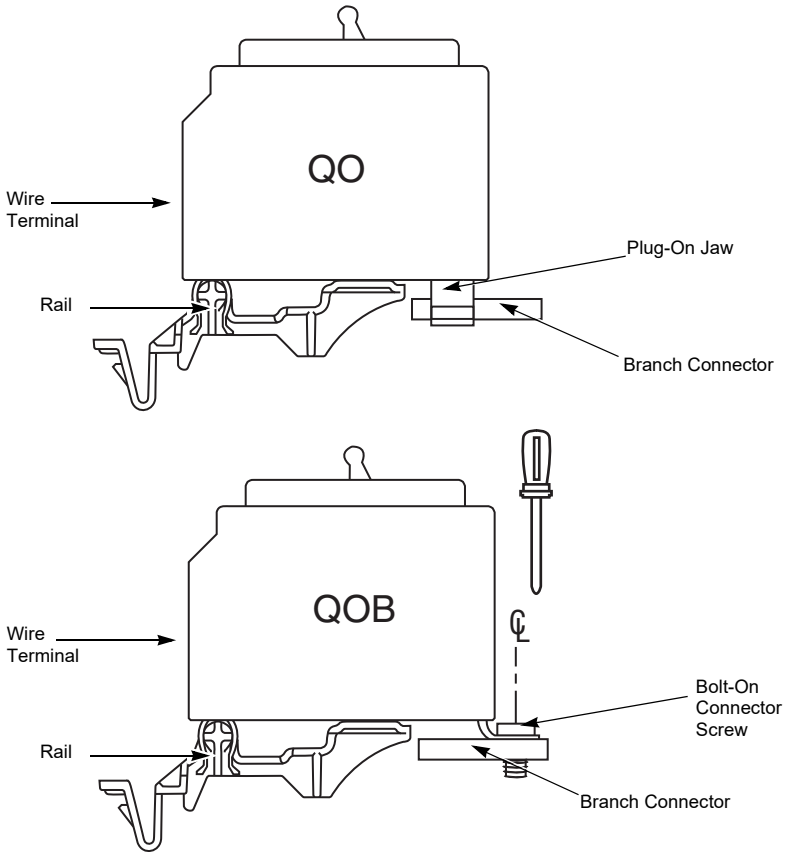 QO
Wire
Terminal
Plug-On Jaw
Rail
Branch Connector
QOB
℄
Wire
Terminal
Bolt-On
Connector
Screw
Rail
Branch Connector